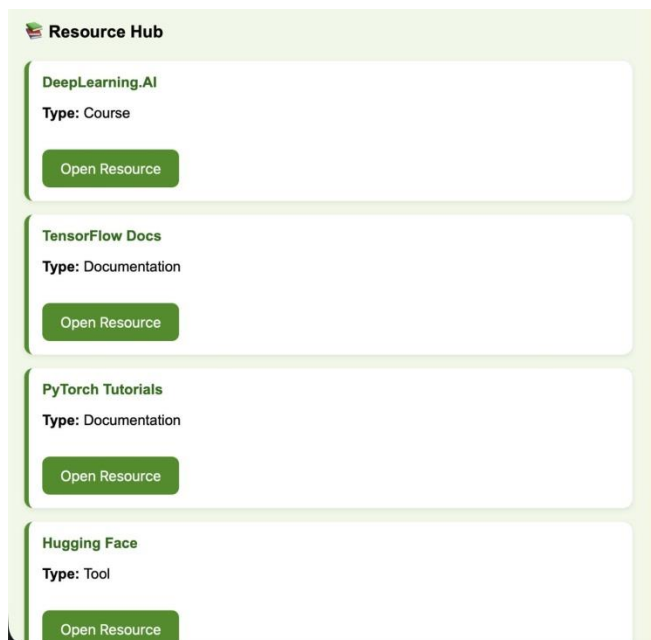 📚 Resource Hub
DeepLearning.AI
Type: Course
Open Resource
TensorFlow Docs
Type: Documentation
Open Resource
PyTorch Tutorials
Type: Documentation
Open Resource
Hugging Face
Type: Tool
Open Resource